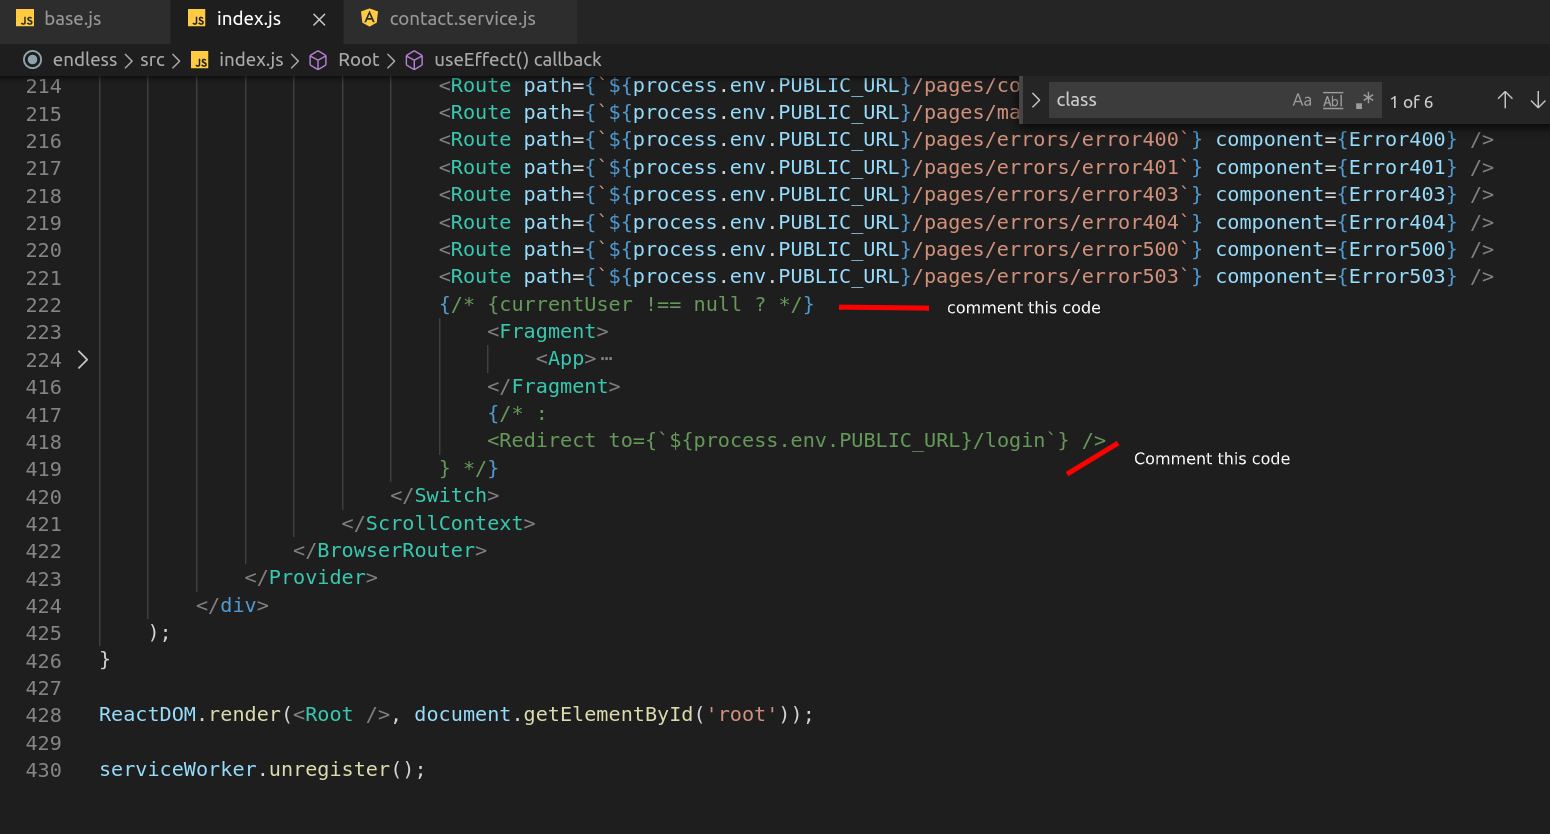 base.js index.js contact.service.js
endless > src > index.js > Root > useEffect() callback
class Aa Abl .* 1 of 6
214 <Route path={`${process.env.PUBLIC_URL}/pages/co
215 <Route path={`${process.env.PUBLIC_URL}/pages/ma
216 <Route path={`${process.env.PUBLIC_URL}/pages/errors/error400`} component={Error400} />
217 <Route path={`${process.env.PUBLIC_URL}/pages/errors/error401`} component={Error401} />
218 <Route path={`${process.env.PUBLIC_URL}/pages/errors/error403`} component={Error403} />
219 <Route path={`${process.env.PUBLIC_URL}/pages/errors/error404`} component={Error404} />
220 <Route path={`${process.env.PUBLIC_URL}/pages/errors/error500`} component={Error500} />
221 <Route path={`${process.env.PUBLIC_URL}/pages/errors/error503`} component={Error503} />
222 {/* {currentUser !== null ? */} comment this code
223 <Fragment>
224 <App>⋯
416 </Fragment>
417 {/* :
418 <Redirect to={`${process.env.PUBLIC_URL}/login`} />
Comment this code
419 } */}
420 </Switch>
421 </ScrollContext>
422 </BrowserRouter>
423 </Provider>
424 </div>
425 );
426 }
427
428 ReactDOM.render(<Root />, document.getElementById('root'));
429
430 serviceWorker.unregister();